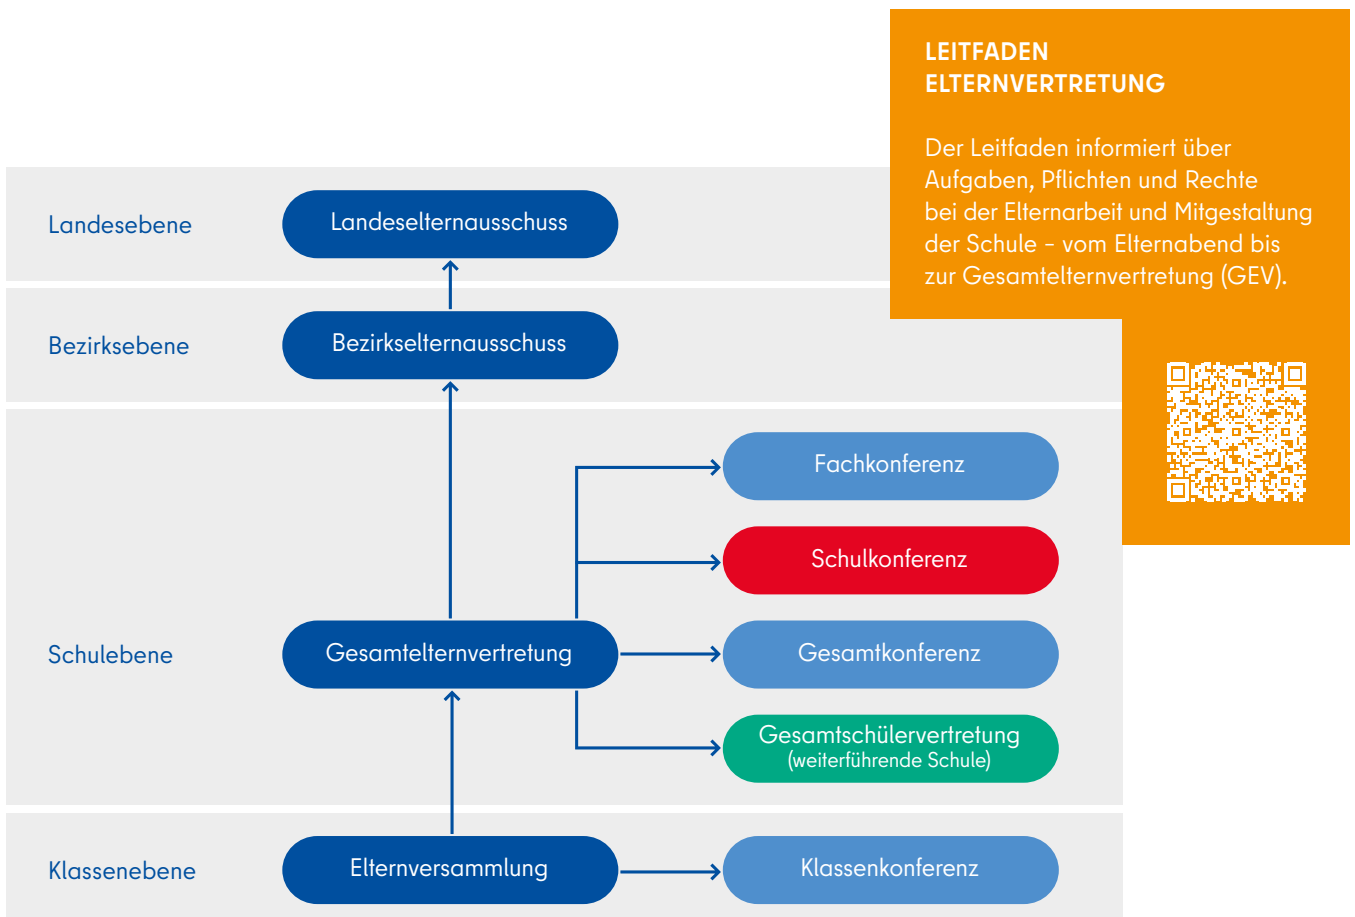 LEITFADEN
ELTERNVERTRETUNG
Der Leitfaden informiert über
Aufgaben, Pflichten und Rechte
bei der Elternarbeit und Mitgestaltung
der Schule – vom Elternabend bis
zur Gesamtelternvertretung (GEV).
Landesebene
Landeselternausschuss
Bezirksebene
Bezirkselternausschuss
Schulebene
Gesamtelternvertretung
Fachkonferenz
Schulkonferenz
Gesamtkonferenz
Gesamtschülervertretung
(weiterführende Schule)
Klassenebene
Elternversammlung
Klassenkonferenz